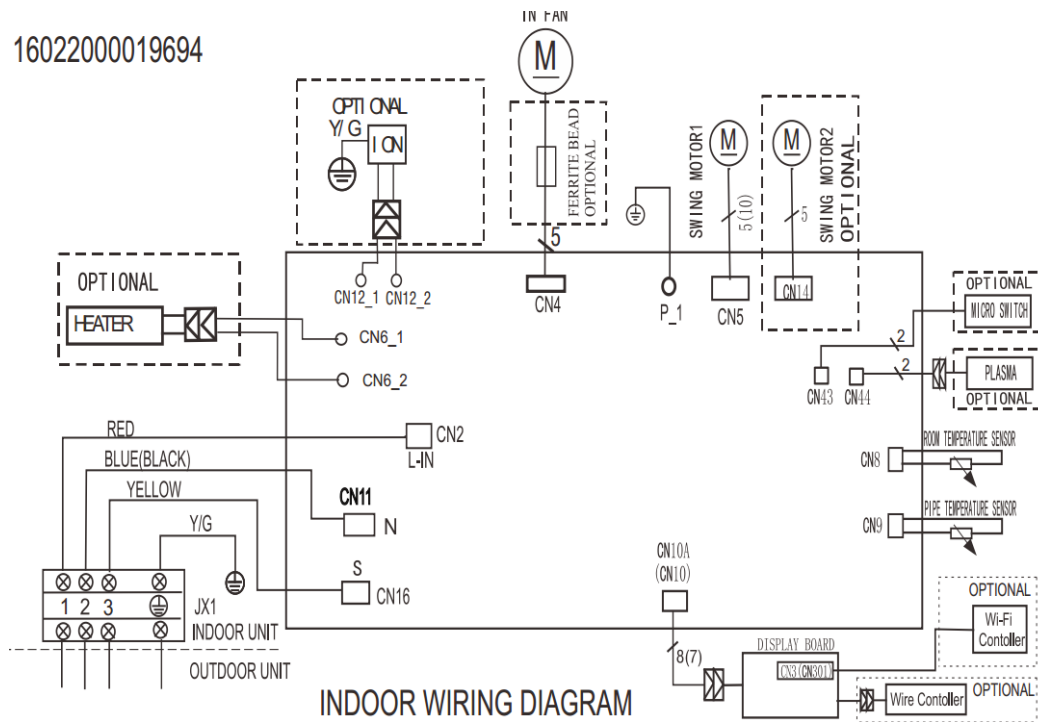 16022000019694
IN FAN
M
OPTIONAL
Y/G
ION
FERRITE BEAD
OPTIONAL
5
SWING MOTOR1
M
5(10)
M
5
SWING MOTOR2
OPTIONAL
CN12_1
CN12_2
CN4
P_1
CN5
CN14
OPTIONAL
HEATER
CN6_1
CN6_2
OPTIONAL
MICRO SWITCH
2
2
CN43
CN44
PLASMA
OPTIONAL
RED
CN2
L-IN
BLUE(BLACK)
YELLOW
CN11
N
Y/G
S
CN16
CN8
ROOM TEMPERATURE SENSOR
CN9
PIPE TEMPERATURE SENSOR
CN10A
(CN10)
1 2 3
JX1
INDOOR UNIT
OUTDOOR UNIT
8(7)
DISPLAY BOARD
CN3(CN301)
OPTIONAL
Wi-Fi
Contoller
Wire Contoller
OPTIONAL
INDOOR WIRING DIAGRAM